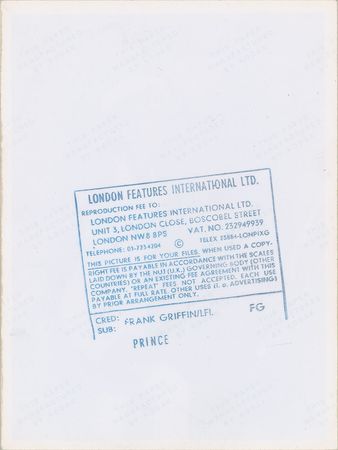 LONDON FEATURES INTERNATIONAL LTD.
REPRODUCTION FEE TO:
LONDON FEATURES INTERNATIONAL LTD.
UNIT 3, LONDON CLOSE, BOSCOBEL STREET
LONDON NW8 8PS VAT. NO. 232949939
TELEPHONE: 01-723 4204 © TELEX 25884-LONPIXG
THIS PICTURE IS FOR YOUR FILES. WHEN USED A COPY-
RIGHT FEE IS PAYABLE IN ACCORDANCE WITH THE SCALES
LAID DOWN BY THE NUJ (U.K.) GOVERNING BODY (OTHER
COUNTRIES) OR AN EXISTING FEE AGREEMENT WITH THIS
COMPANY. "REPEAT" FEES NOT ACCEPTED. EACH USE
PAYABLE AT FULL RATE. OTHER USES (i.e. ADVERTISING)
BY PRIOR ARRANGEMENT ONLY.
CRED: FRANK GRIFFIN/LFI. FG
SUB:
PRINCE